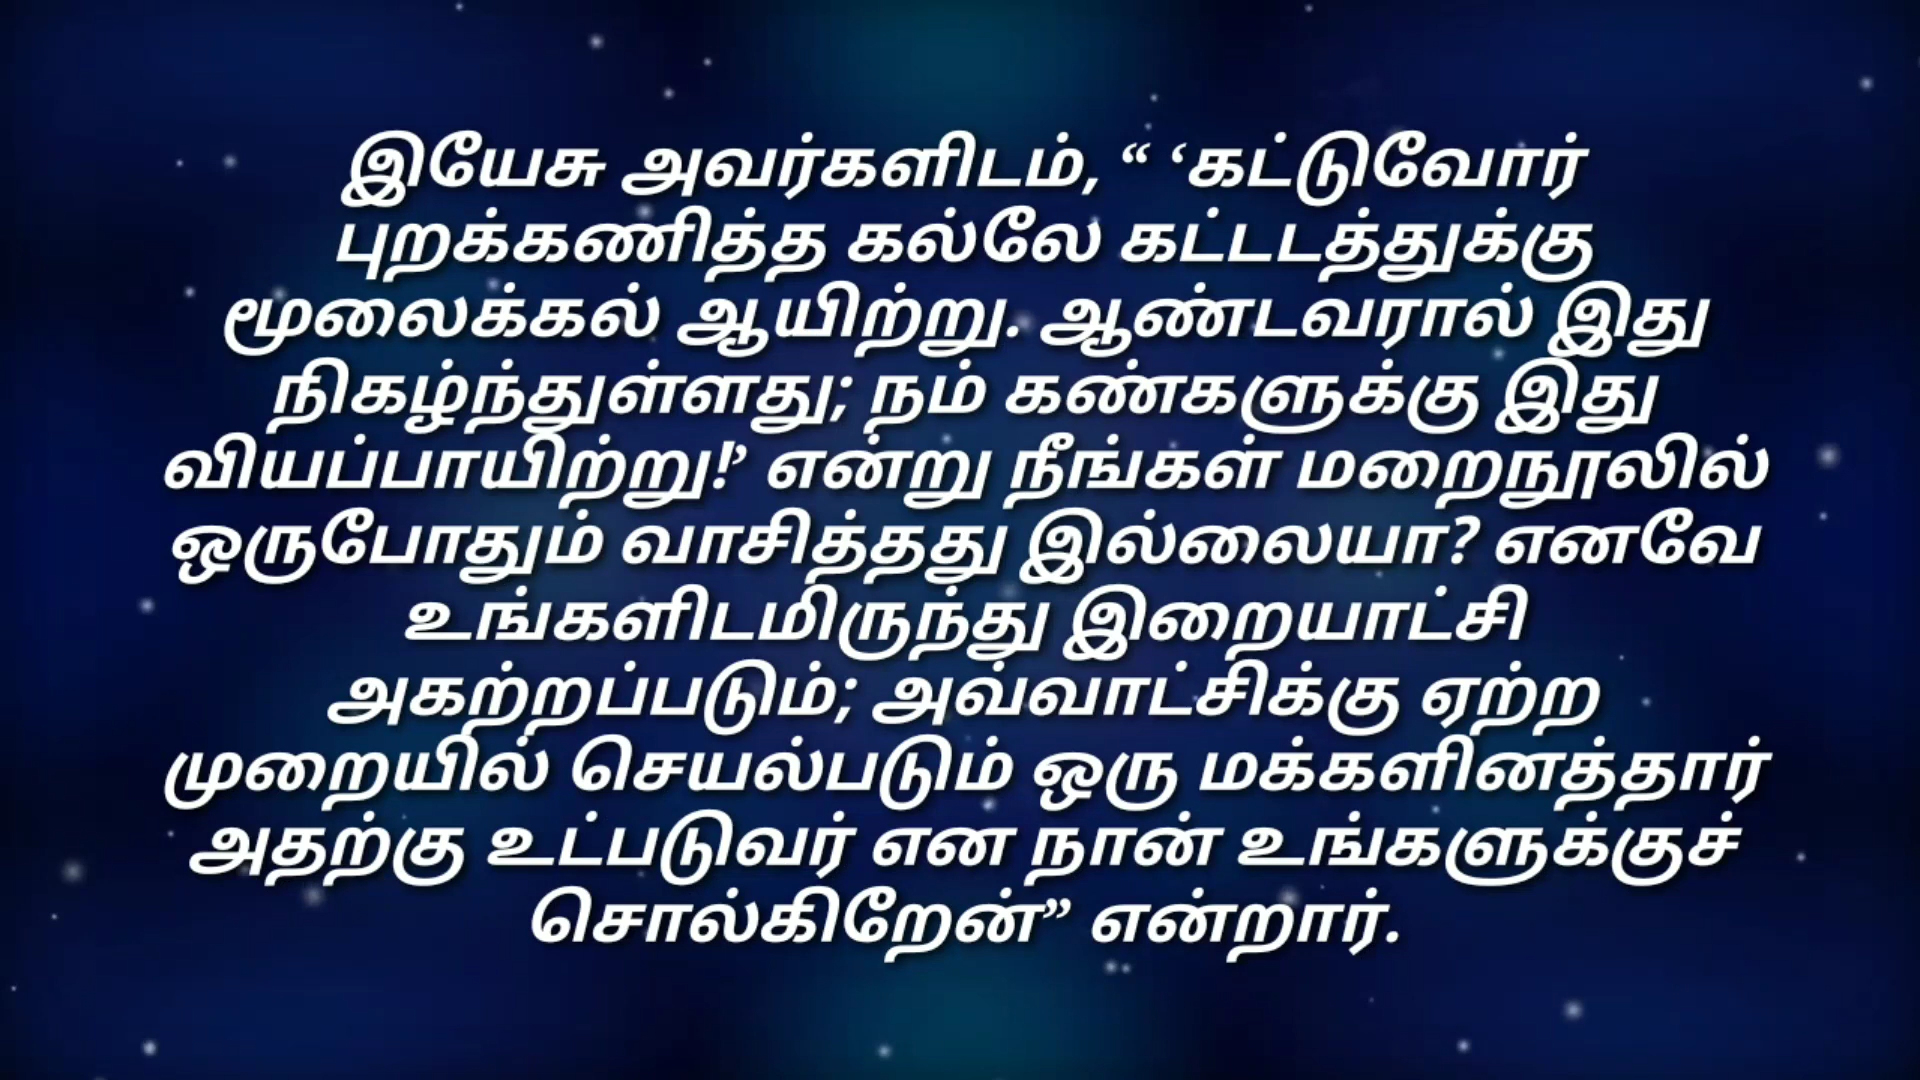 இயேசு அவர்களிடம், “ ‘கட்டுவோர்
புறக்கணித்த கல்லே கட்டடத்துக்கு
மூலைக்கல் ஆயிற்று. ஆண்டவரால் இது
நிகழ்ந்துள்ளது; நம் கண்களுக்கு இது
வியப்பாயிற்று!’ என்று நீங்கள் மறைநூலில்
ஒருபோதும் வாசித்தது இல்லையா? எனவே
உங்களிடமிருந்து இறையாட்சி
அகற்றப்படும்; அவ்வாட்சிக்கு ஏற்ற
முறையில் செயல்படும் ஒரு மக்களினத்தார்
அதற்கு உட்படுவர் என நான் உங்களுக்குச்
சொல்கிறேன்” என்றார்.